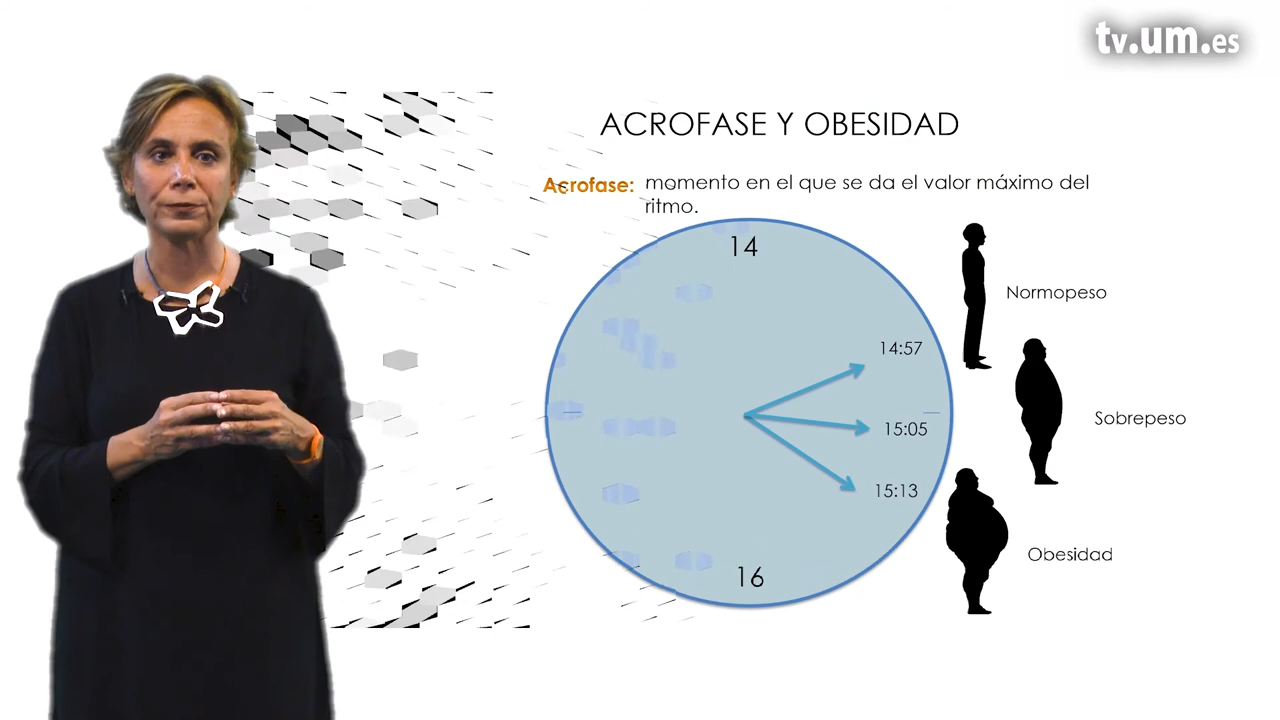 tv.um.es
ACROFASE Y OBESIDAD
Acrofase: momento en el que se da el valor máximo del
ritmo.
14
Normopeso
14:57
Sobrepeso
15:05
15:13
Obesidad
16